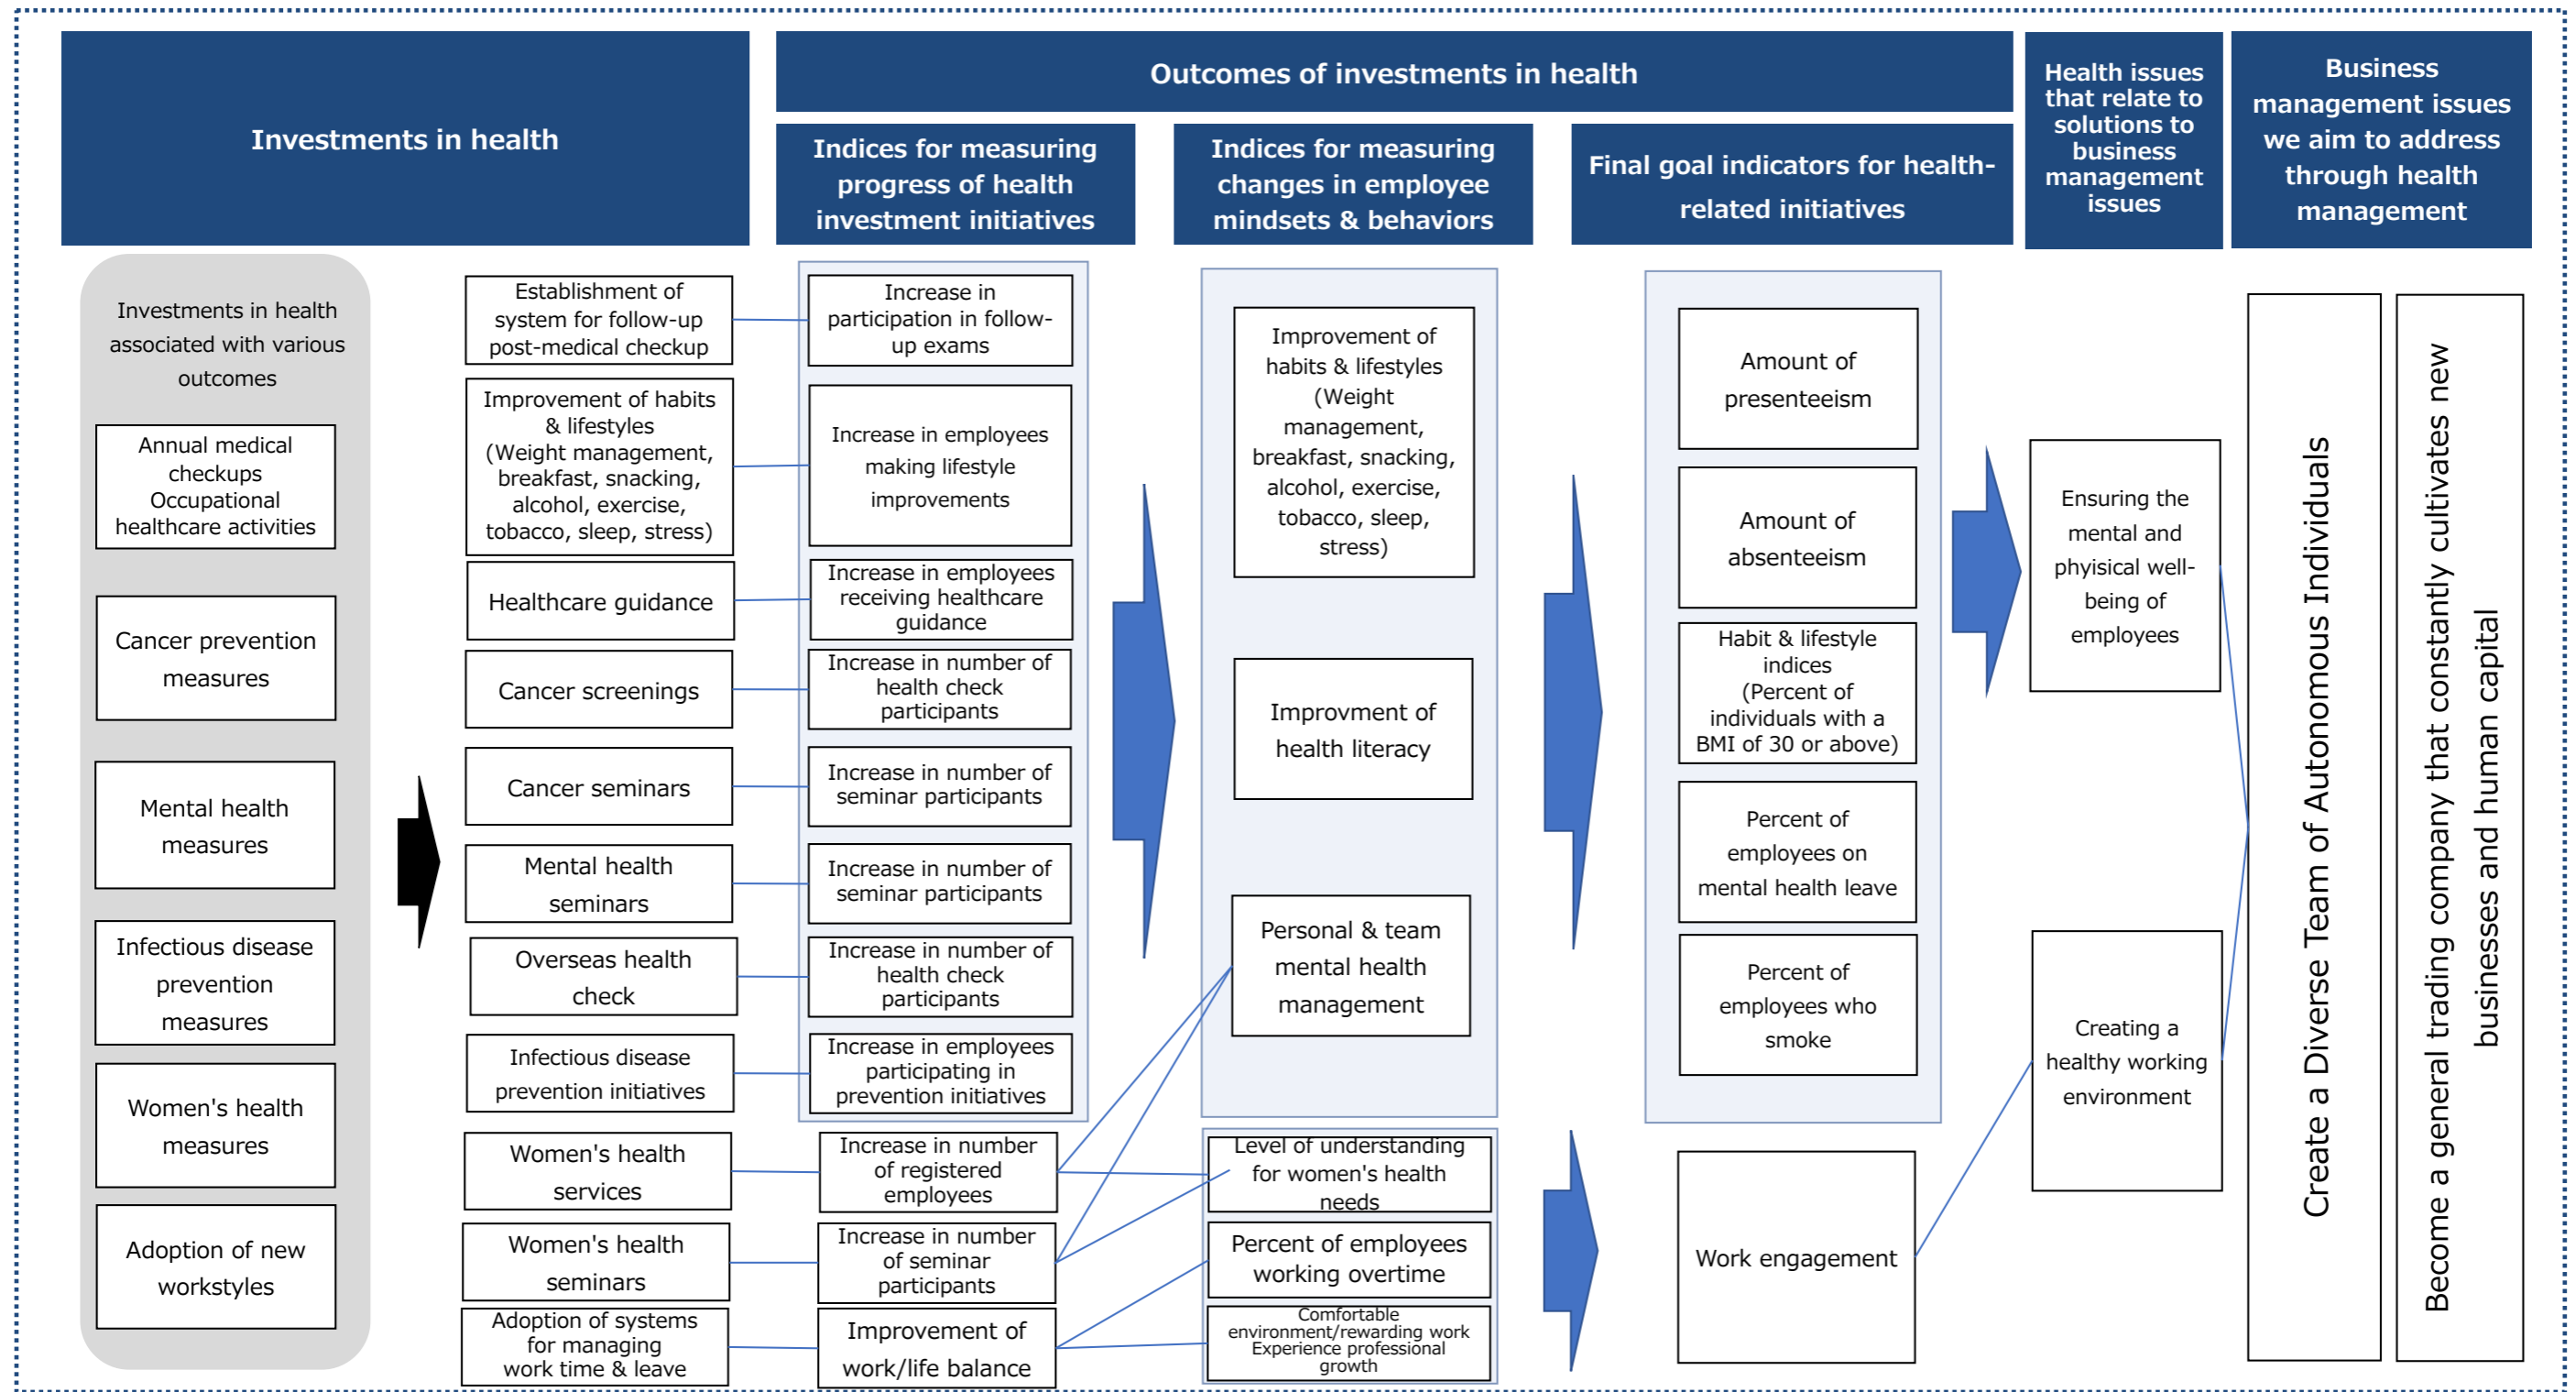 Investments in health
Outcomes of investments in health
Indices for measuring
progress of health
investment initiatives
Indices for measuring
changes in employee
mindsets & behaviors
Final goal indicators for health-
related initiatives
Health issues
that relate to
solutions to
business
management
issues
Business
management issues
we aim to address
through health
management
Investments in health
associated with various
outcomes
Annual medical
checkups
Occupational
healthcare activities
Cancer prevention
measures
Mental health
measures
Infectious disease
prevention
measures
Women's health
measures
Adoption of new
workstyles
Establishment of
system for follow-up
post-medical checkup
Improvement of habits
& lifestyles
(Weight management,
breakfast, snacking,
alcohol, exercise,
tobacco, sleep, stress)
Healthcare guidance
Cancer screenings
Cancer seminars
Mental health
seminars
Overseas health
check
Infectious disease
prevention initiatives
Women's health
services
Women's health
seminars
Adoption of systems
for managing
work time & leave
Increase in
participation in follow-
up exams
Increase in employees
making lifestyle
improvements
Increase in employees
receiving healthcare
guidance
Increase in number of
health check
participants
Increase in number of
seminar participants
Increase in number of
seminar participants
Increase in number of
health check
participants
Increase in employees
participating in
prevention initiatives
Increase in number
of registered
employees
Increase in number
of seminar
participants
Improvement of
work/life balance
Improvement of
habits & lifestyles
(Weight
management,
breakfast, snacking,
alcohol, exercise,
tobacco, sleep,
stress)
Improvment of
health literacy
Personal & team
mental health
management
Level of understanding
for women's health
needs
Percent of employees
working overtime
Comfortable
environment/rewarding work
Experience professional
growth
Amount of
presenteeism
Amount of
absenteeism
Habit & lifestyle
indices
(Percent of
individuals with a
BMI of 30 or above)
Percent of
employees on
mental health leave
Percent of
employees who
smoke
Work engagement
Ensuring the
mental and
phyisical well-
being of
employees
Creating a
healthy working
environment
Create a Diverse Team of Autonomous Individuals
Become a general trading company that constantly cultivates new
businesses and human capital